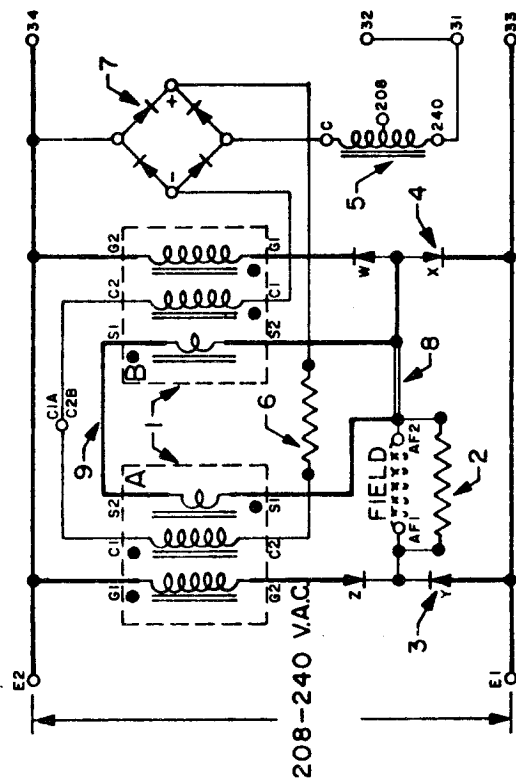 E2
34
G1
C1
S2
A
1
9
C1A
C2B
S1
B
C2
G2
7
+
-
G2
C2
S1
S2
C1
G1
6
C
208
240
5
32
31
Z
Y
3
AF1
FIELD
AF2
2
8
W
X
4
208-240 V.A.C.
E1
33